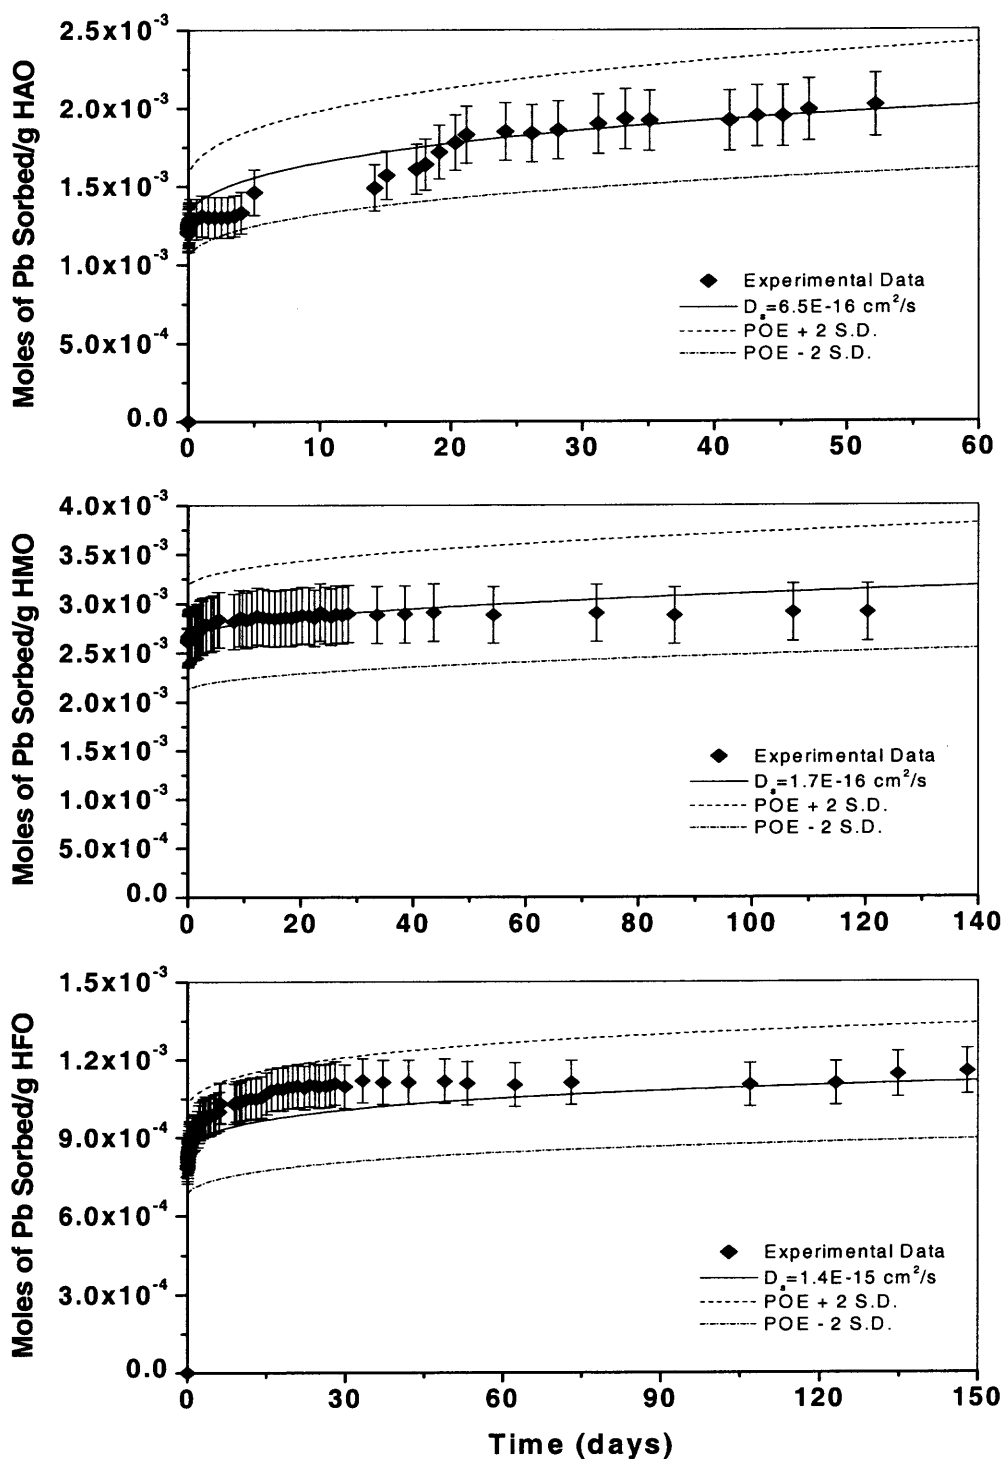 Moles of Pb Sorbed/g HAO
2.5x10⁻³
2.0x10⁻³
1.5x10⁻³
1.0x10⁻³
5.0x10⁻⁴
0.0
Experimental Data
Dₛ=6.5E-16 cm²/s
POE + 2 S.D.
POE - 2 S.D.
0 10 20 30 40 50 60
Moles of Pb Sorbed/g HMO
4.0x10⁻³
3.5x10⁻³
3.0x10⁻³
2.5x10⁻³
2.0x10⁻³
1.5x10⁻³
1.0x10⁻³
5.0x10⁻⁴
0.0
Experimental Data
Dₛ=1.7E-16 cm²/s
POE + 2 S.D.
POE - 2 S.D.
0 20 40 60 80 100 120 140
Moles of Pb Sorbed/g HFO
1.5x10⁻³
1.2x10⁻³
9.0x10⁻⁴
6.0x10⁻⁴
3.0x10⁻⁴
0.0
Experimental Data
Dₛ=1.4E-15 cm²/s
POE + 2 S.D.
POE - 2 S.D.
0 30 60 90 120 150
Time (days)